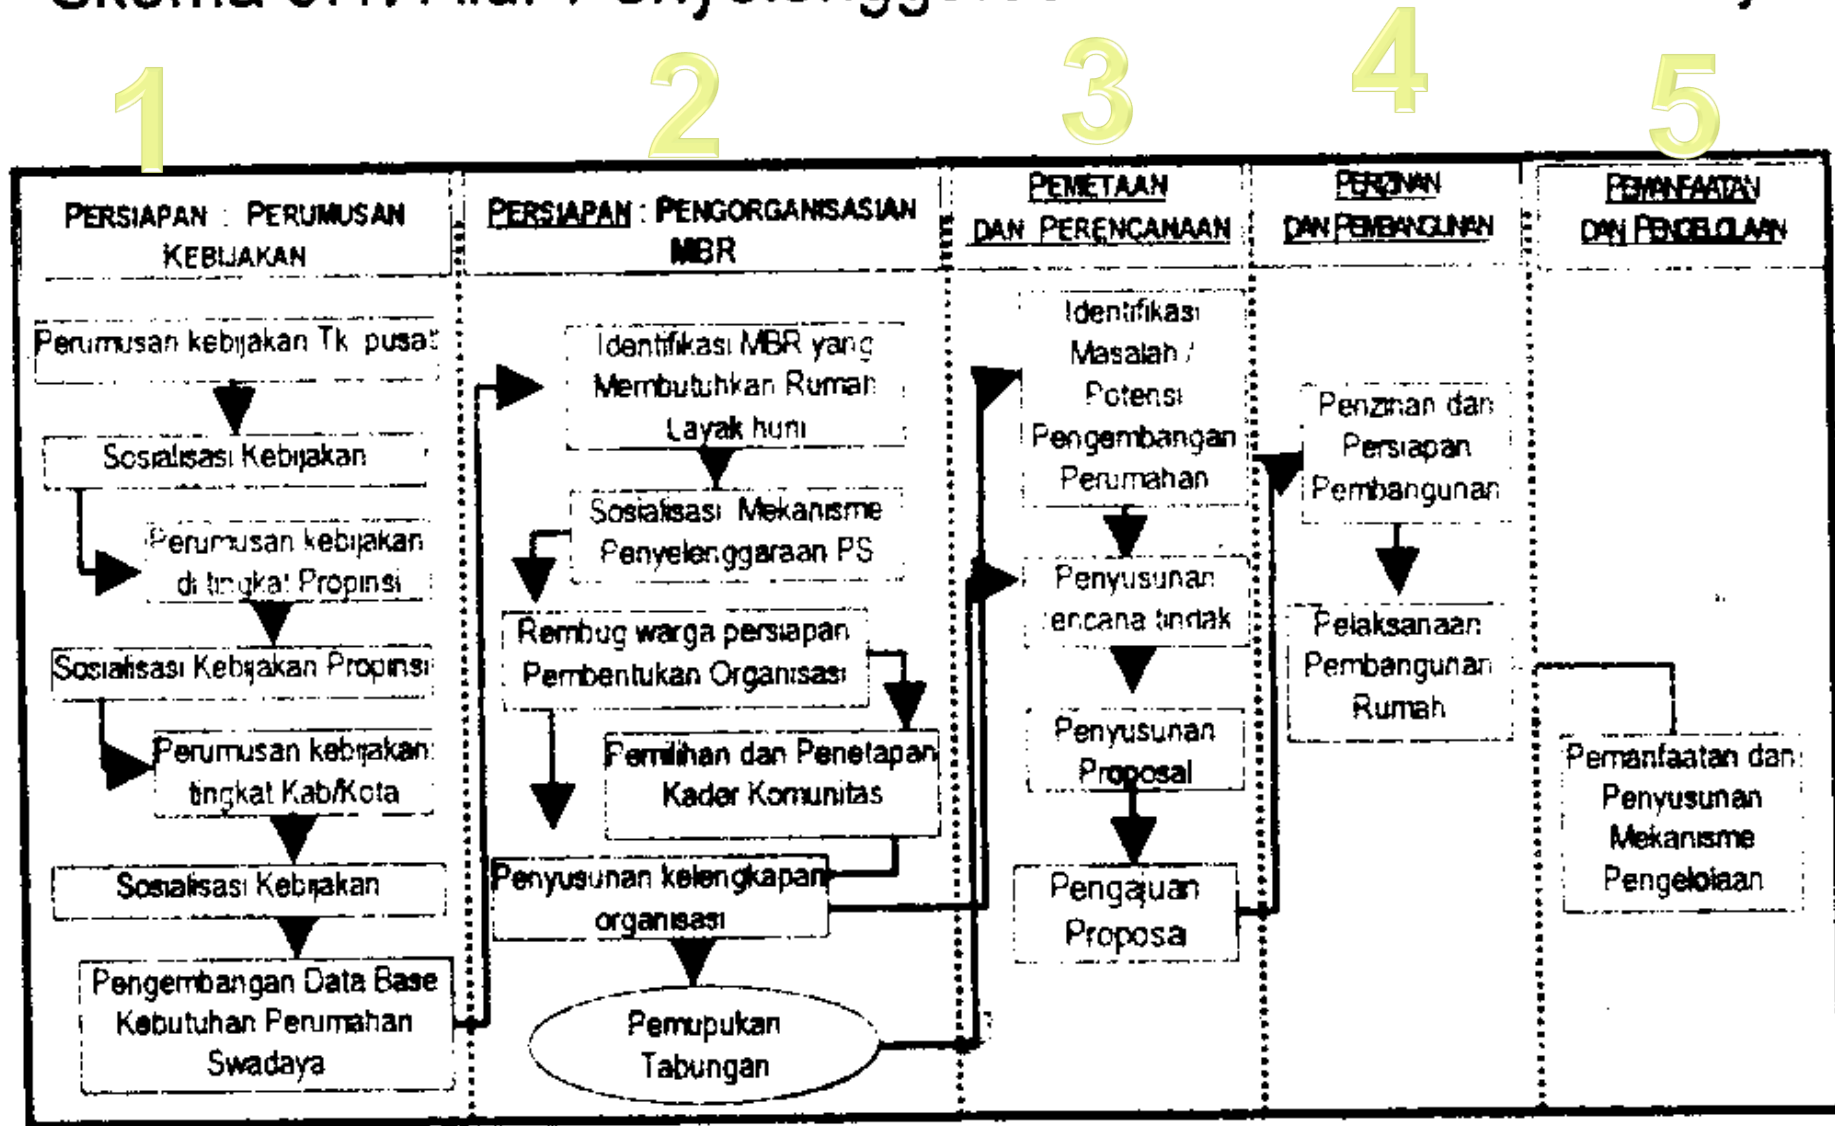 1
2
3
4
5
PERSIAPAN : PERUMUSAN
KEBIJAKAN
Perumusan kebijakan Tk pusat
Sosialisasi Kebijakan
Perumusan kebijakan
di tingkat Propinsi
Sosialisasi Kebijakan Propinsi
Perumusan kebijakan
tingkat Kab/Kota
Sosialisasi Kebijakan
Pengembangan Data Base
Kebutuhan Perumahan
Swadaya
PERSIAPAN : PENGORGANISASIAN
MBR
Identifikasi MBR yang
Membutuhkan Rumah
Layak huni
Sosialisasi Mekanisme
Penyelenggaraan PS
Rembug warga persiapan
Pembentukan Organisasi
Pemilihan dan Penetapan
Kader Komunitas
Penyusunan kelengkapan
organisasi
Pemupukan
Tabungan
PEMETAAN
DAN PERENCANAAN
Identifikasi
Masalah /
Potensi
Pengembangan
Perumahan
Penyusunan
rencana tindak
Penyusunan
Proposal
Pengajuan
Proposal
PERIZINAN
DAN PEMBANGUNAN
Perizinan dan
Persiapan
Pembangunan
Pelaksanaan
Pembangunan
Rumah
PEMANFAATAN
DAN PENGELOLAAN
Pemanfaatan dan
Penyusunan
Mekanisme
Pengelolaan